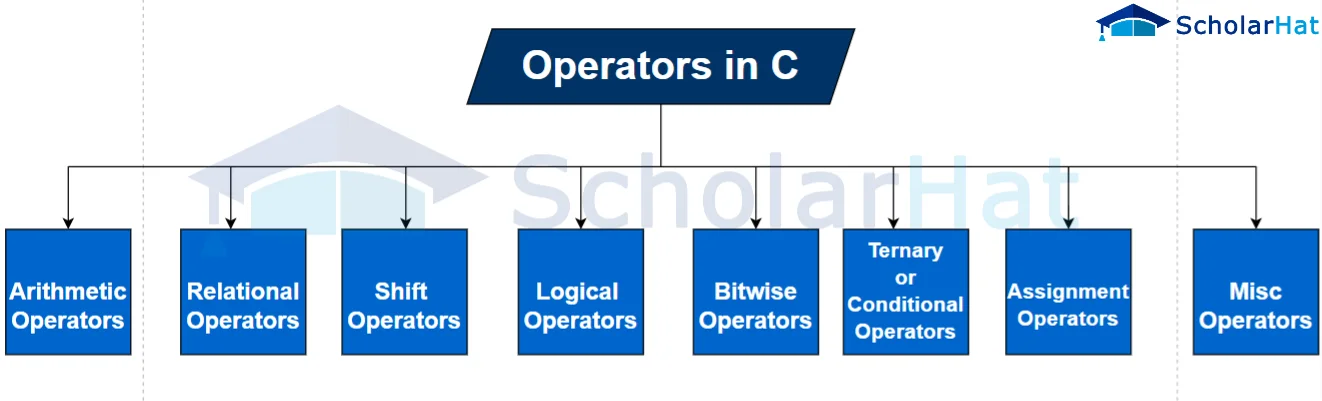 ScholarHat
Operators in C
ScholarHat
Arithmetic
Operators
Relational
Operators
Shift
Operators
Logical
Operators
Bitwise
Operators
Ternary
or
Conditional
Operators
Assignment
Operators
Misc
Operators